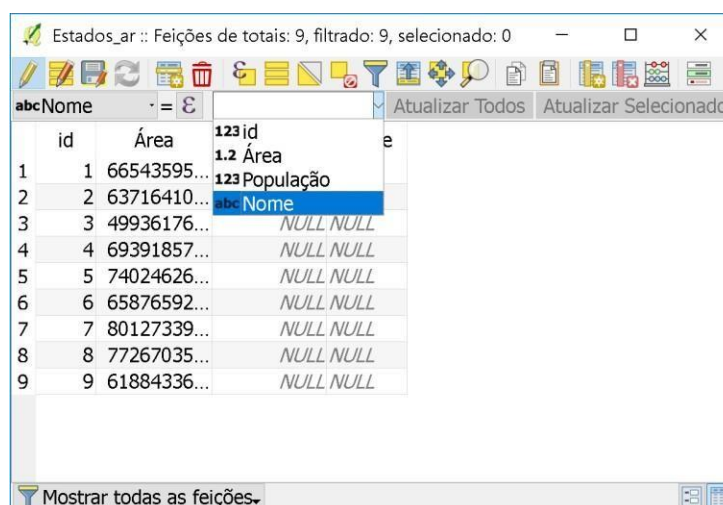 Estados_ar :: Feições de totais: 9, filtrado: 9, selecionado: 0
abc Nome = ε Atualizar Todos Atualizar Selecionado
id Área e
123 id
1.2 Área
123 População
abc Nome
1 1 66543595...
2 2 63716410...
3 3 49936176... NULL NULL
4 4 69391857... NULL NULL
5 5 74024626... NULL NULL
6 6 65876592... NULL NULL
7 7 80127339... NULL NULL
8 8 77267035... NULL NULL
9 9 61884336... NULL NULL
Mostrar todas as feições